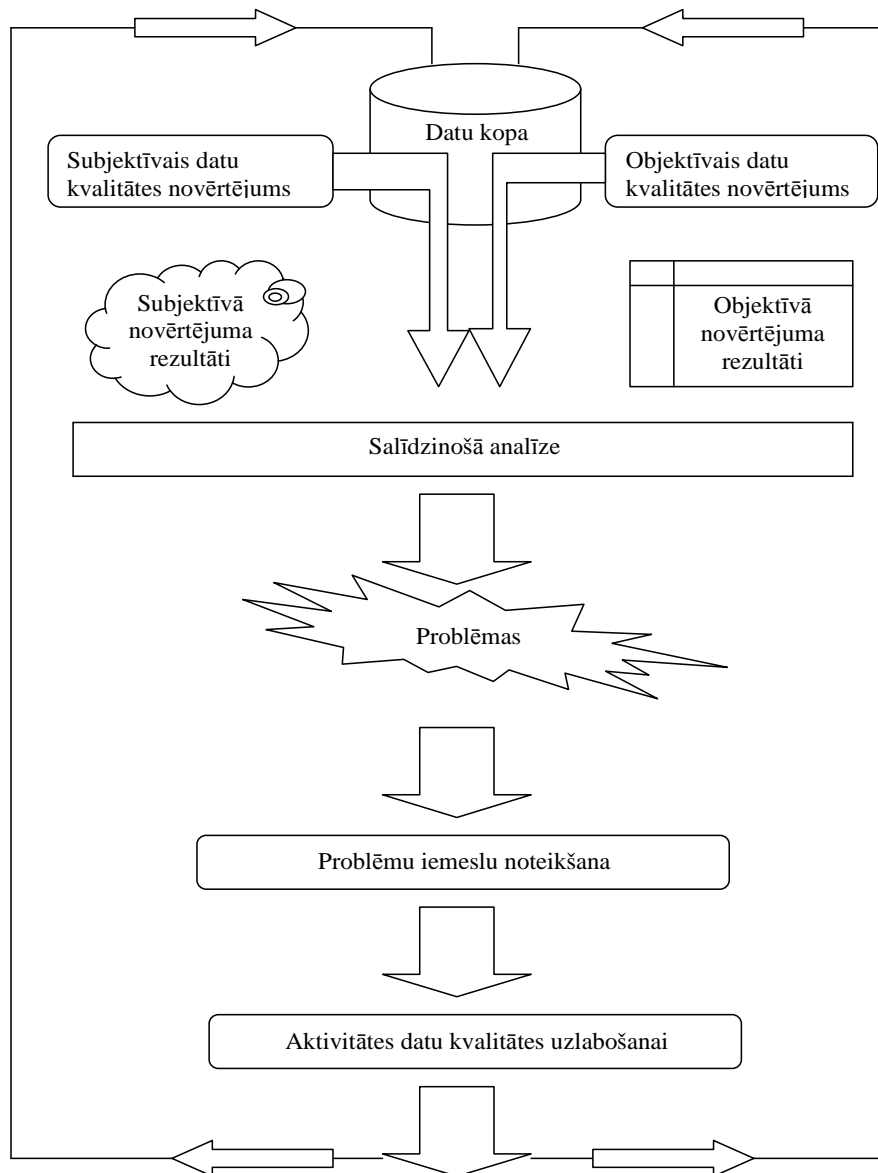 Datu kopa
Subjektīvais datu
kvalitātes novērtējums
Objektīvais datu
kvalitātes novērtējums
Subjektīvā
novērtējuma
rezultāti
Objektīvā
novērtējuma
rezultāti
Salīdzinošā analīze
Problēmas
Problēmu iemeslu noteikšana
Aktivitātes datu kvalitātes uzlabošanai